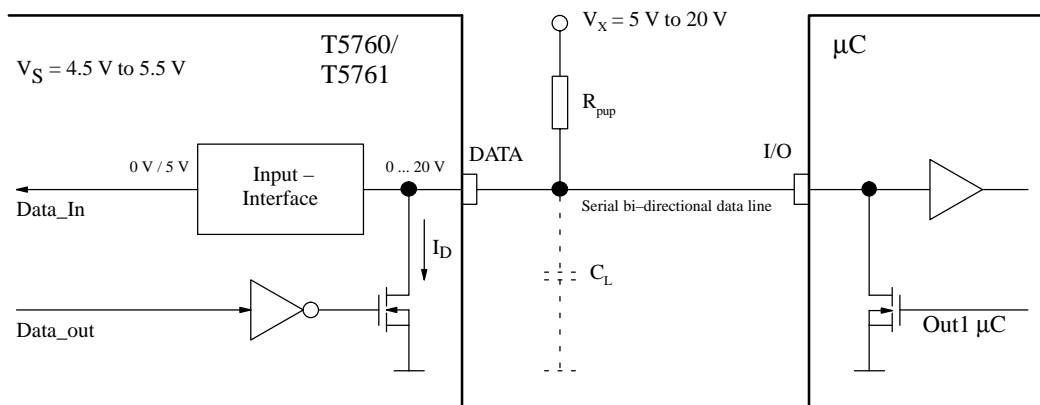 V_X = 5 V to 20 V
T5760/
T5761
µC
V_S = 4.5 V to 5.5 V
R_pup
0 V / 5 V
Input –
Interface
0 ... 20 V
DATA
I/O
Data_In
Serial bi–directional data line
I_D
C_L
Data_out
Out1 µC